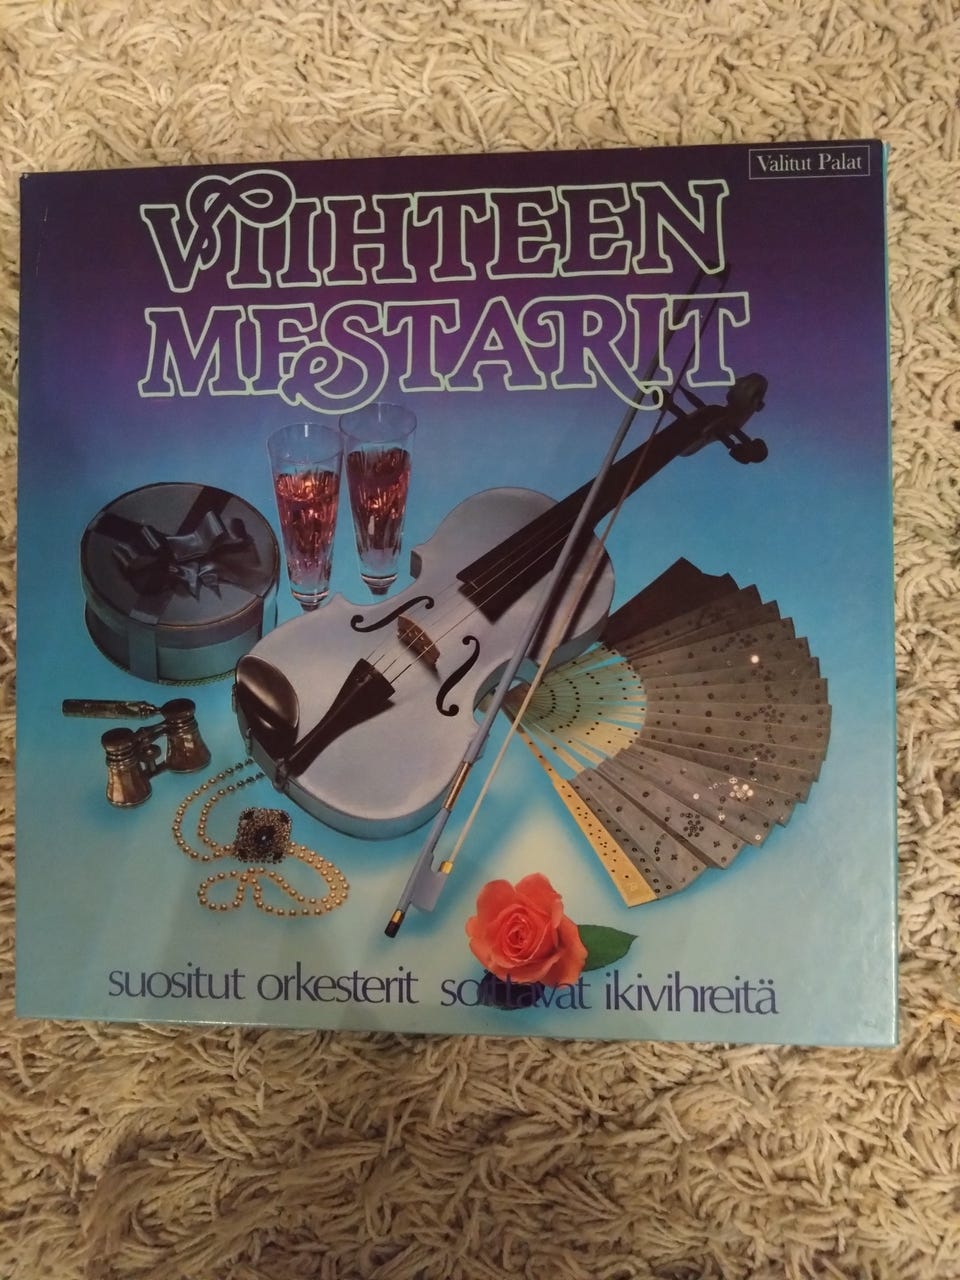 Valitut Palat
VIIHTEEN
MESTARIT
suositut orkesterit soittavat ikivihreitä